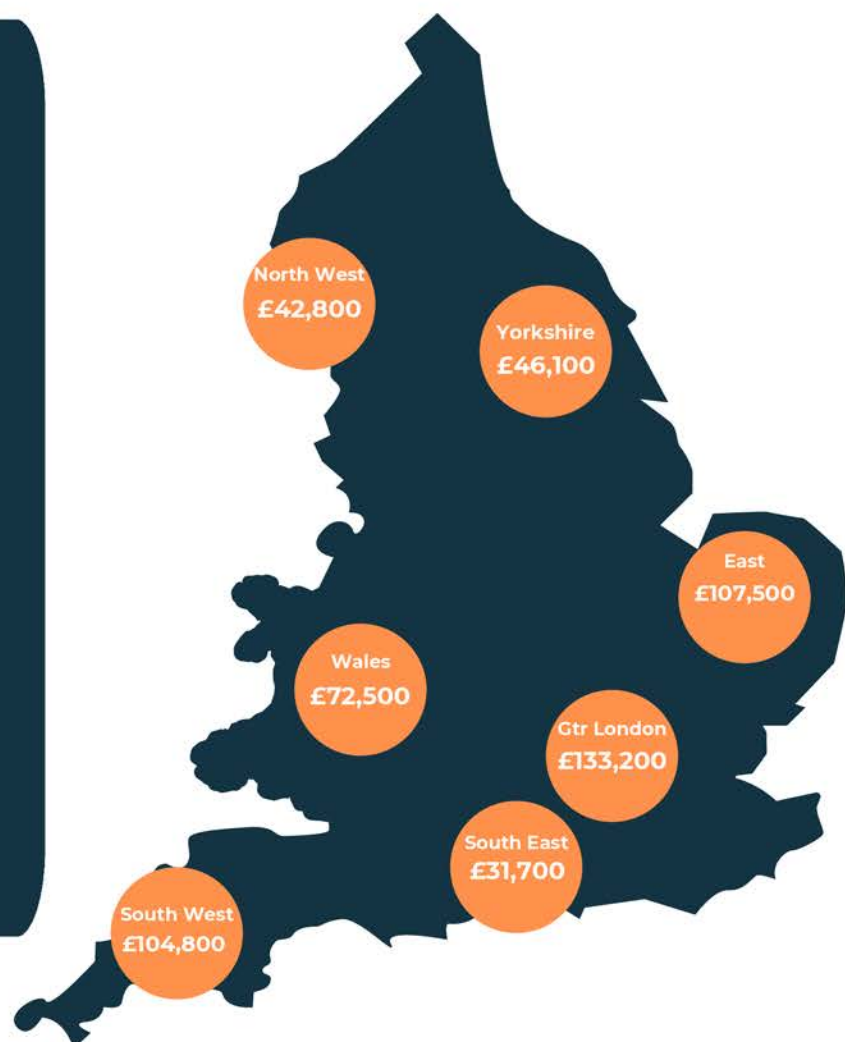 North West
£42,800
Yorkshire
£46,100
East
£107,500
Wales
£72,500
Gtr London
£133,200
South East
£31,700
South West
£104,800